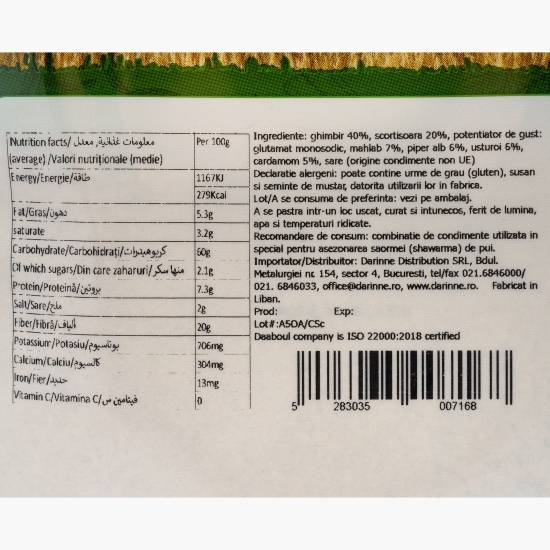 Nutrition facts/ معلومات غذائية, معدل
(average) /Valori nutriționale (medie)
Per 100g
Energy/Energie/طاقة
1167KJ
279Kcal
Fat/Gras/دهون
5.3g
saturate
3.2g
Carbohydrate/Carbohidrați/كربوهيدرات
60g
Of which sugars/Din care zaharuri/منها سكر
2.1g
Protein/Proteină/بروتين
7.3g
Salt/Sare/ملح
2g
Fiber/Fibră/ألياف
20g
Potassium/Potasiu/بوتاسيوم
706mg
Calcium/Calciu/كالسيوم
304mg
Iron/Fier/حديد
13mg
Vitamin C/Vitamina C/فيتامين س
0
Ingrediente: ghimbir 40%, scortisoara 20%, potentiator de gust:
glutamat monosodic, mahlab 7%, piper alb 6%, usturoi 6%,
cardamom 5%, sare (origine condimente non UE)
Declaratie alergeni: poate contine urme de grau (gluten), susan
si seminte de mustar, datorita utilizarii lor in fabrica.
Lot/A se consuma de preferinta: vezi pe ambalaj.
A se pastra intr-un loc uscat, curat si intunecos, ferit de lumina,
apa si temperaturi ridicate.
Recomandare de consum: combinatie de condimente utilizata in
special pentru asezonarea saormei (shawarma) de pui.
Importator/Distribuitor: Darinne Distribution SRL, Bdul.
Metalurgiei nr. 154, sector 4, Bucuresti, tel/fax 021.6846000/
021. 6846033, office@darinne.ro, www.darinne.ro. Fabricat in
Liban.
Prod: Exp:
Lot#:A5OA/CSc
Daaboul company is ISO 22000:2018 certified
5 283035 007168